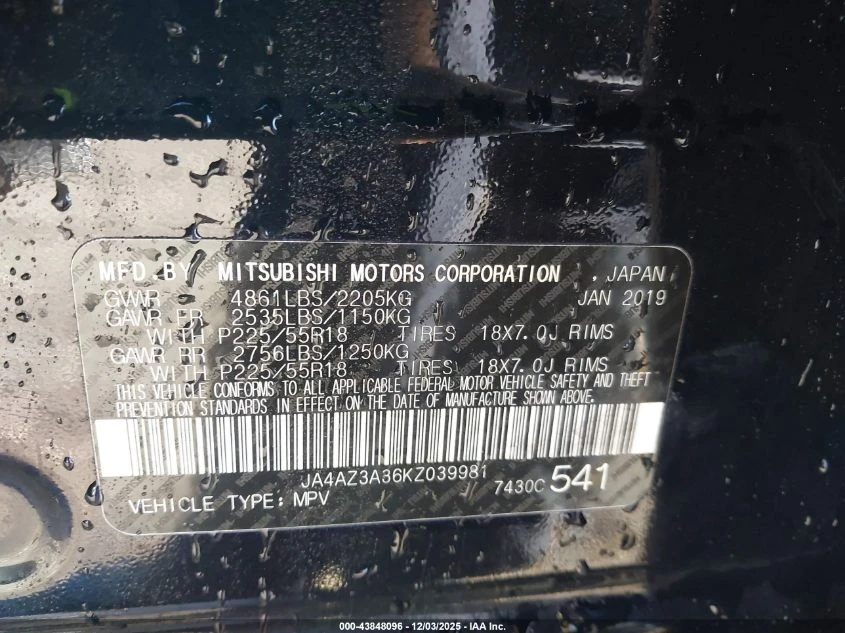 MFD BY MITSUBISHI MOTORS CORPORATION , JAPAN
GVWR 4861LBS/2205KG JAN 2019
GAWR FR 2535LBS/1150KG
WITH P225/55R18 TIRES 18X7.0J RIMS
GAWR RR 2756LBS/1250KG
WITH P225/55R18 TIRES 18X7.0J RIMS
THIS VEHICLE CONFORMS TO ALL APPLICABLE FEDERAL MOTOR VEHICLE SAFETY AND THEFT
PREVENTION STANDARDS IN EFFECT ON THE DATE OF MANUFACTURE SHOWN ABOVE.
JA4AZ3A36KZ039981
7430C 541
VEHICLE TYPE: MPV
000-43848096 - 12/03/2025 - IAA Inc.